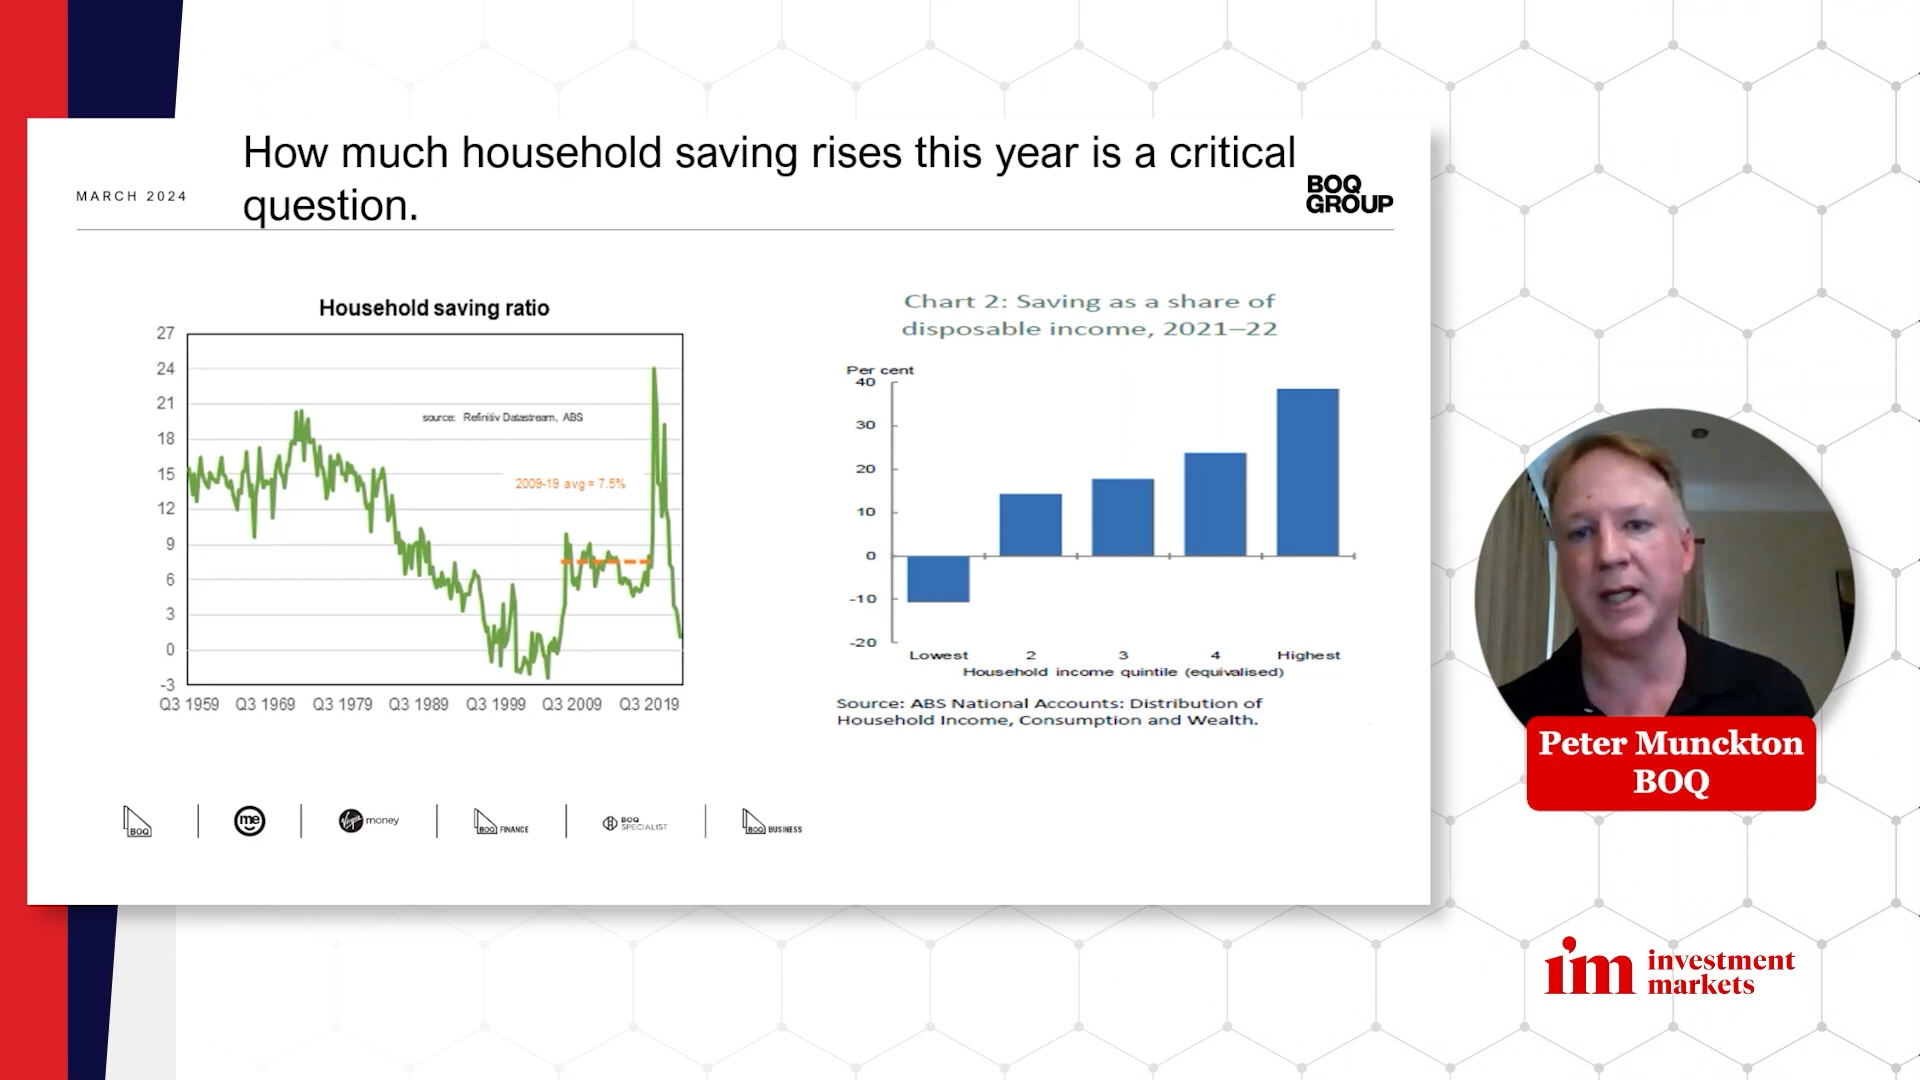 How much household saving rises this year is a critical
question.
MARCH 2024
BOQ
GROUP
Household saving ratio
27
24
21
18
15
12
9
6
3
0
-3
source: Refinitiv Datastream, ABS
2009-19 avg = 7.5%
Q3 1959 Q3 1969 Q3 1979 Q3 1989 Q3 1999 Q3 2009 Q3 2019
Chart 2: Saving as a share of
disposable income, 2021–22
Per cent
40
30
20
10
0
-10
-20
Lowest 2 3 4 Highest
Household income quintile (equivalised)
Source: ABS National Accounts: Distribution of
Household Income, Consumption and Wealth.
BOQ
me
Virgin money
BOQ FINANCE
BOQ
SPECIALIST
BOQ BUSINESS
Peter Munckton
BOQ
im investment
markets